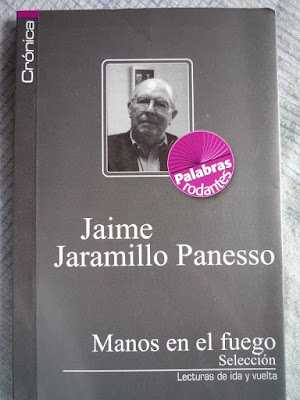 Crónica
Palabras
rodantes
Jaime
Jaramillo Panesso
Manos en el fuego
Selección
Lecturas de ida y vuelta